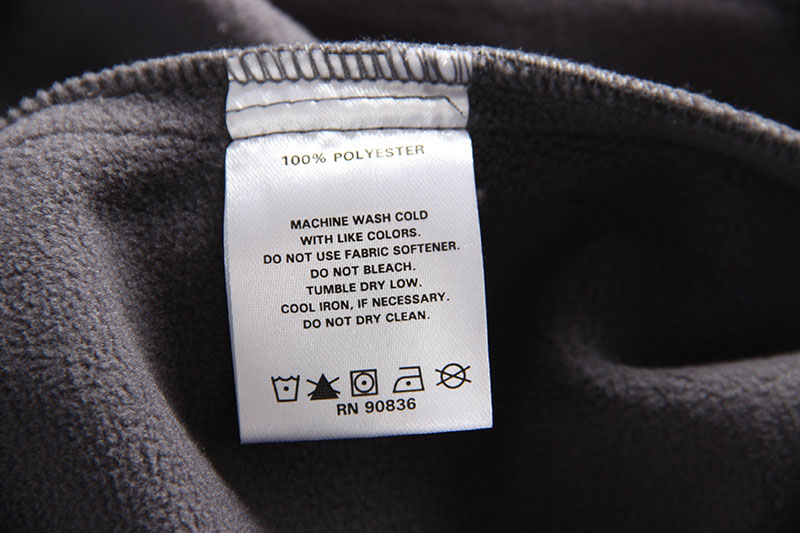 100% POLYESTER
MACHINE WASH COLD
WITH LIKE COLORS.
DO NOT USE FABRIC SOFTENER.
DO NOT BLEACH.
TUMBLE DRY LOW.
COOL IRON, IF NECESSARY.
DO NOT DRY CLEAN.
RN 90836